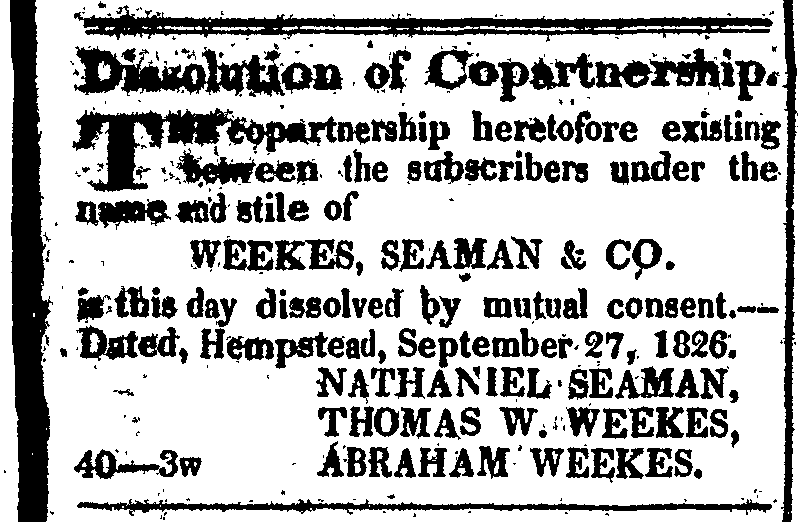 Dissolution of Copartnership.
THE copartnership heretofore existing
between the subscribers under the
name and stile of
WEEKES, SEAMAN & CO.
is this day dissolved by mutual consent.—
Dated, Hempstead, September 27, 1826.
NATHANIEL SEAMAN,
THOMAS W. WEEKES,
40—3w ABRAHAM WEEKES.